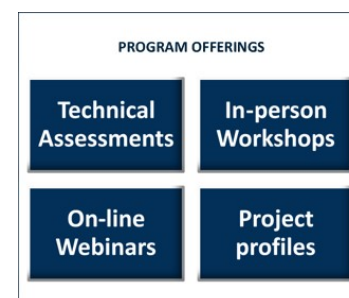 PROGRAM OFFERINGS
Technical
Assessments
In-person
Workshops
On-line
Webinars
Project
profiles